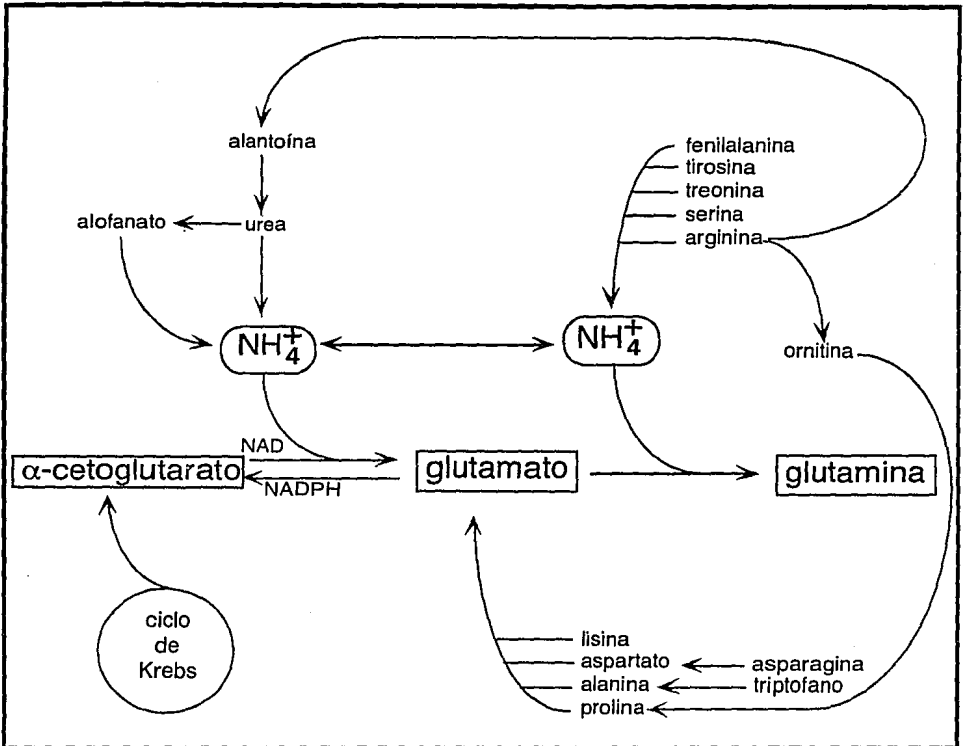 alantoína
fenilalanina
tirosina
treonina
serina
arginina
alofanato
urea
NH₄⁺
NH₄⁺
ornitina
NAD
α-cetoglutarato
glutamato
glutamina
NADPH
ciclo
de
Krebs
lisina
aspartato
asparagina
alanina
triptofano
prolina